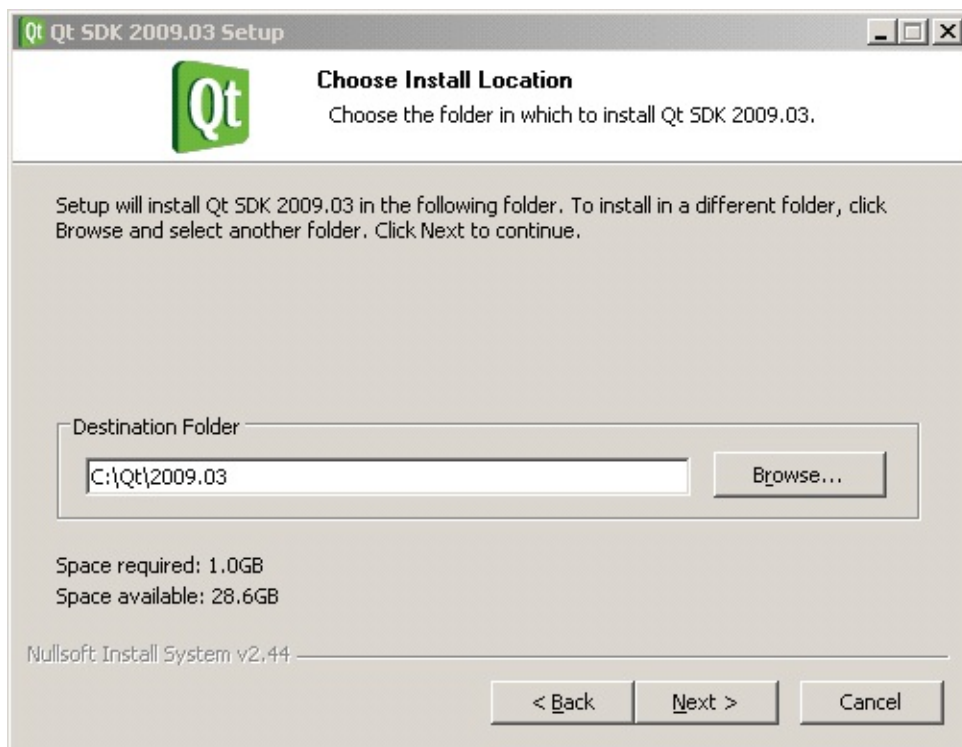 Qt Qt SDK 2009.03 Setup
Qt
Choose Install Location
Choose the folder in which to install Qt SDK 2009.03.
Setup will install Qt SDK 2009.03 in the following folder. To install in a different folder, click
Browse and select another folder. Click Next to continue.
Destination Folder
C:\Qt\2009.03
Browse...
Space required: 1.0GB
Space available: 28.6GB
Nullsoft Install System v2.44
< Back
Next >
Cancel